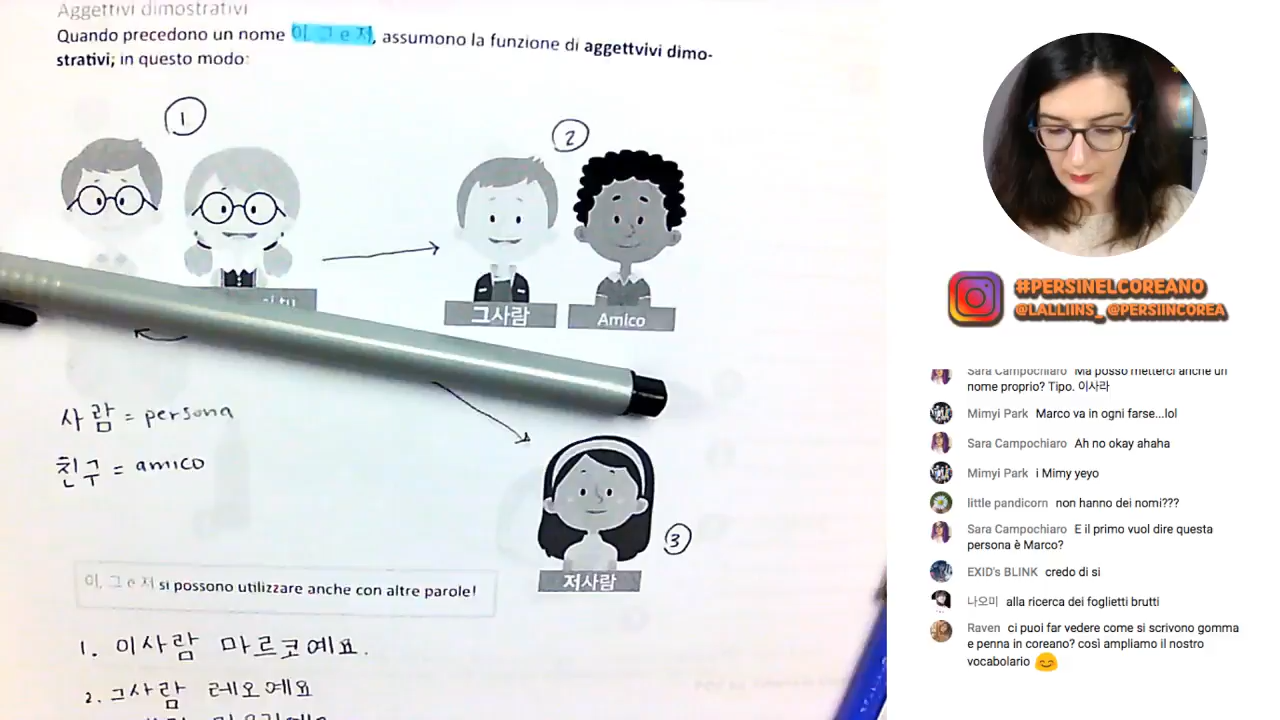 Aggettivi dimostrativi
Quando precedono un nome 이, 그 e 저, assumono la funzione di aggettvivi dimo-
strativi; in questo modo:
1
2
그사람
Amico
사람 = persona
친구 = amico
3
저사람
이, 그 e 저 si possono utilizzare anche con altre parole!
1. 이사람 마르코예요.
2. 그사람 레오예요
#PERSINELCOREANO
@LALLIINS_ @PERSIINCOREA
Sara Campochiaro Ma posso metterci anche un
nome proprio? Tipo. 이사라
Mimyi Park Marco va in ogni farse...lol
Sara Campochiaro Ah no okay ahaha
Mimyi Park i Mimy yeyo
little pandicorn non hanno dei nomi???
Sara Campochiaro E il primo vuol dire questa
persona è Marco?
EXID's BLINK credo di si
나오미 alla ricerca dei foglietti brutti
Raven ci puoi far vedere come si scrivono gomma
e penna in coreano? così ampliamo il nostro
vocabolario